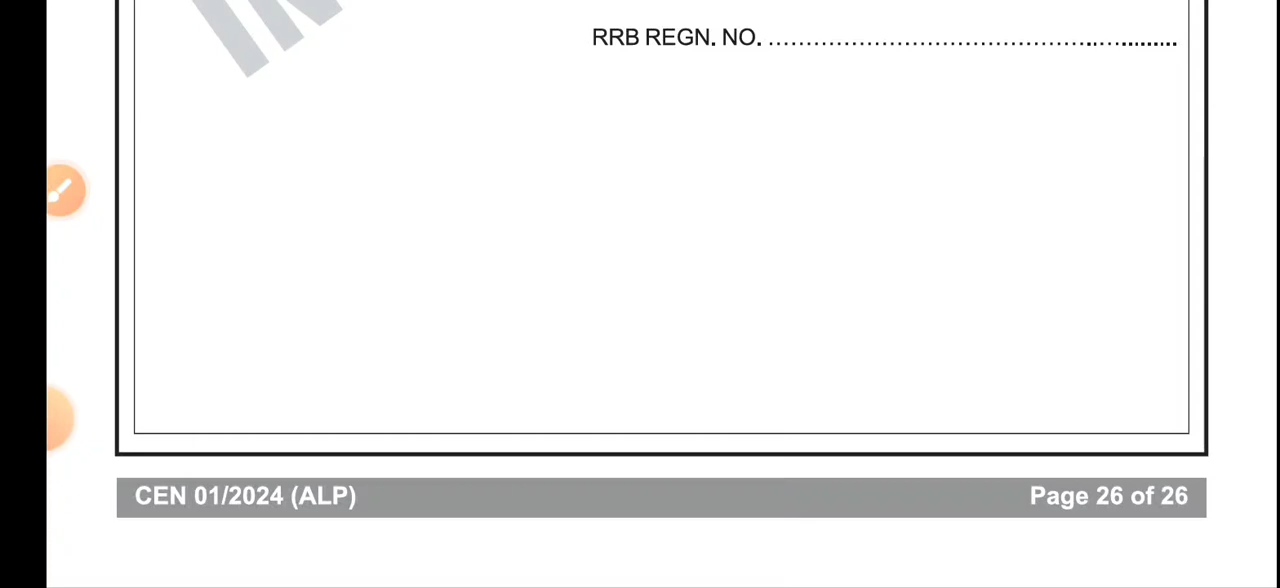 RRB REGN. NO. ................................................
CEN 01/2024 (ALP)
Page 26 of 26